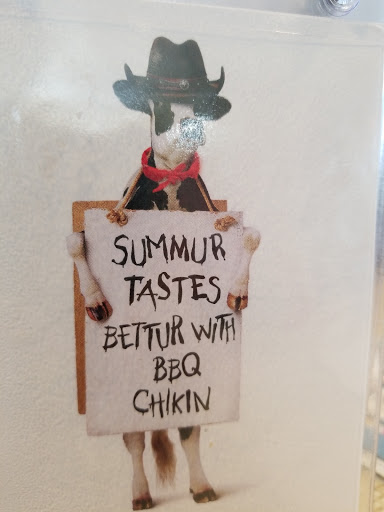 SUMMUR
TASTES
BETTUR WITH
BBQ
CHIKIN